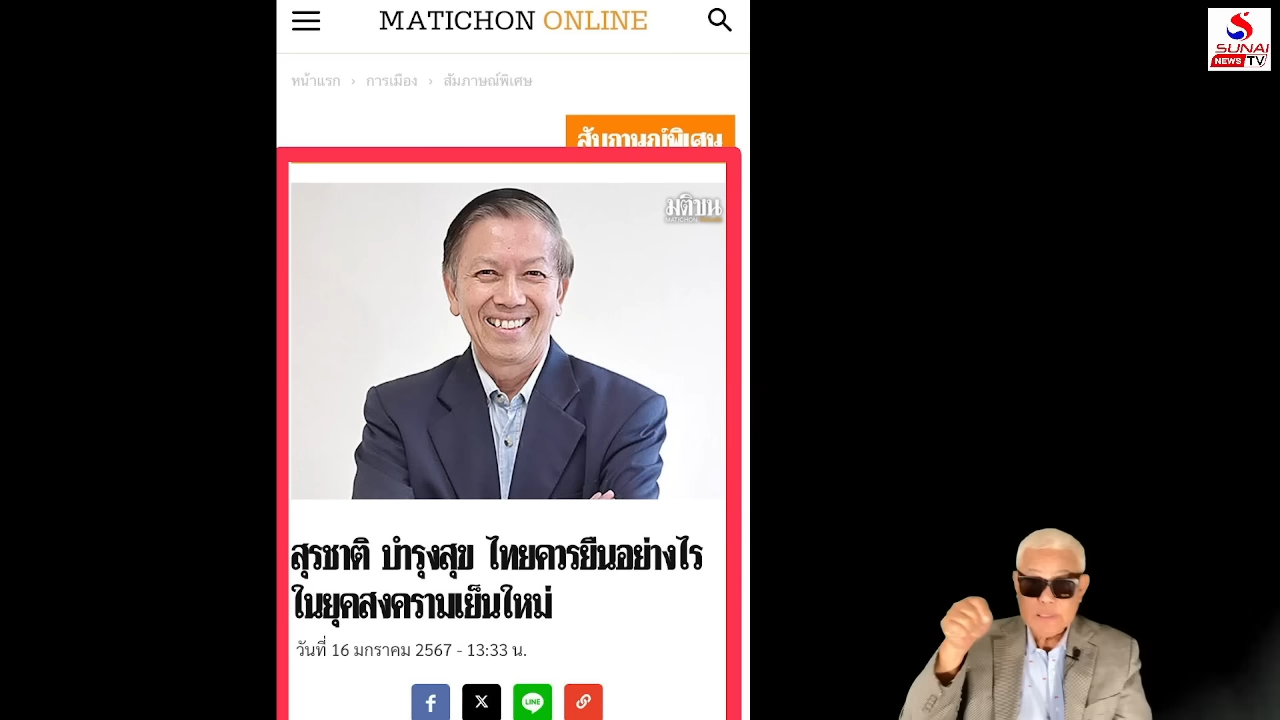 MATICHON ONLINE
SUNAI
NEWS TV
หน้าแรก › การเมือง › สัมภาษณ์พิเศษ
สัมภาษณ์พิเศษ
มติชน
MATICHON ONLINE
สุรชาติ บำรุงสุข ไทยควรยืนอย่างไร
ในยุคสงครามเย็นใหม่
วันที่ 16 มกราคม 2567 - 13:33 น.
f X LINE